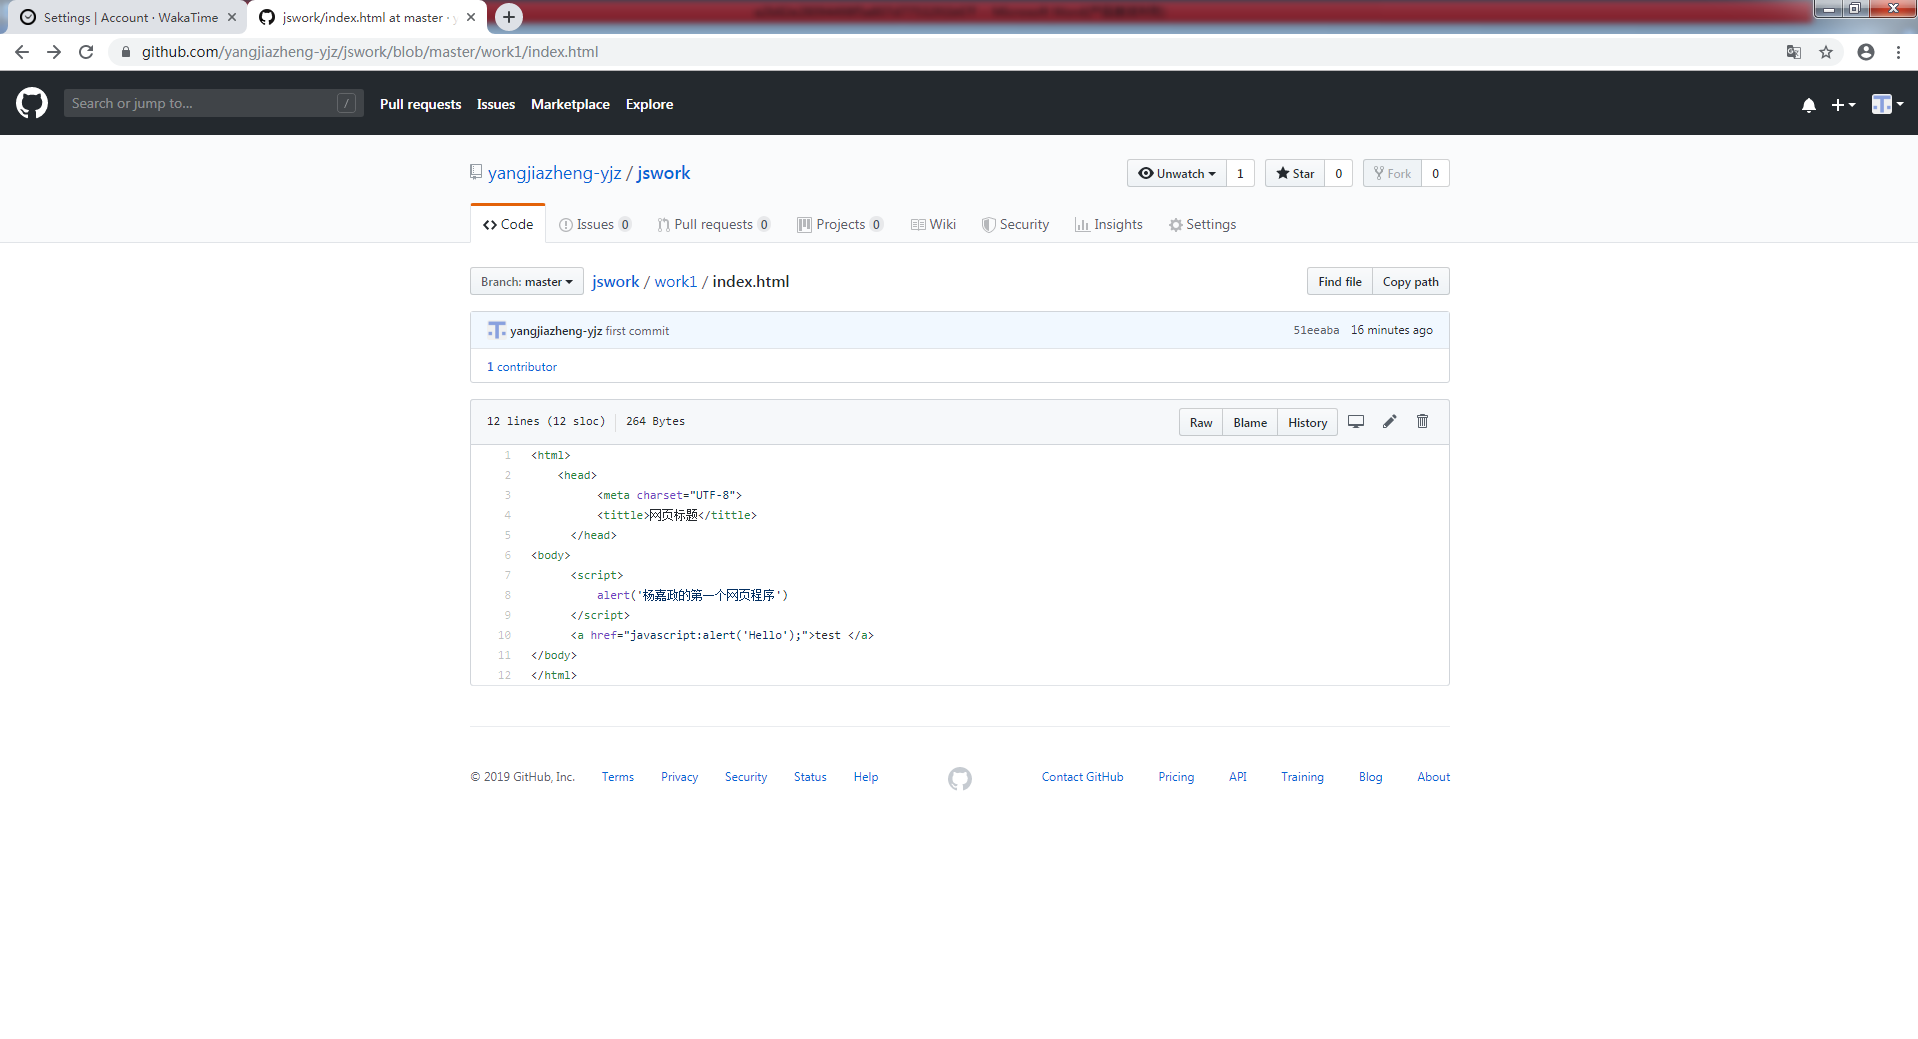 Settings | Account · WakaTime
jswork/index.html at master ·
github.com/yangjiazheng-yjz/jswork/blob/master/work1/index.html
Search or jump to... / Pull requests Issues Marketplace Explore
yangjiazheng-yjz / jswork
Unwatch 1 Star 0 Fork 0
Code Issues 0 Pull requests 0 Projects 0 Wiki Security Insights Settings
Branch: master jswork / work1 / index.html Find file Copy path
yangjiazheng-yjz first commit 51eeaba 16 minutes ago
1 contributor
12 lines (12 sloc) 264 Bytes Raw Blame History
1 <html>
2 <head>
3 <meta charset="UTF-8">
4 <tittle>网页标题</tittle>
5 </head>
6 <body>
7 <script>
8 alert('杨嘉政的第一个网页程序')
9 </script>
10 <a href="javascript:alert('Hello');">test </a>
11 </body>
12 </html>
© 2019 GitHub, Inc. Terms Privacy Security Status Help Contact GitHub Pricing API Training Blog About